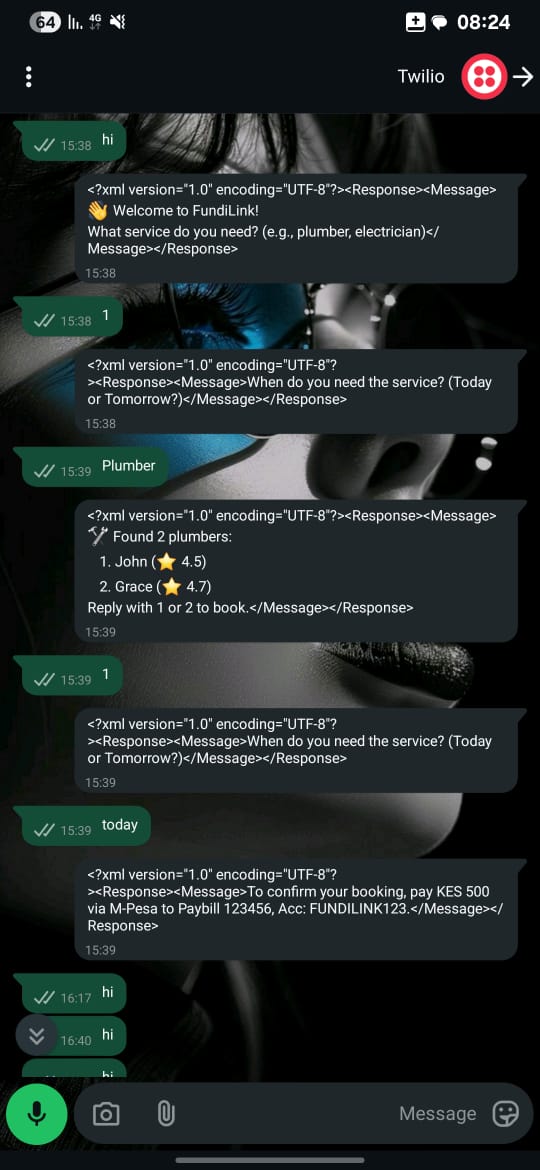 64 4G 08:24
Twilio
15:38 hi
<?xml version="1.0" encoding="UTF-8"?><Response><Message>
👋 Welcome to FundiLink!
What service do you need? (e.g., plumber, electrician)</
Message></Response>
15:38
15:38 1
<?xml version="1.0" encoding="UTF-8"?
><Response><Message>When do you need the service? (Today
or Tomorrow?)</Message></Response>
15:38
15:39 Plumber
<?xml version="1.0" encoding="UTF-8"?><Response><Message>
🛠️ Found 2 plumbers:
1. John (⭐ 4.5)
2. Grace (⭐ 4.7)
Reply with 1 or 2 to book.</Message></Response>
15:39
15:39 1
<?xml version="1.0" encoding="UTF-8"?
><Response><Message>When do you need the service? (Today
or Tomorrow?)</Message></Response>
15:39
15:39 today
<?xml version="1.0" encoding="UTF-8"?
><Response><Message>To confirm your booking, pay KES 500
via M-Pesa to Paybill 123456, Acc: FUNDILINK123.</Message></
Response>
15:39
16:17 hi
16:40 hi
hi
Message